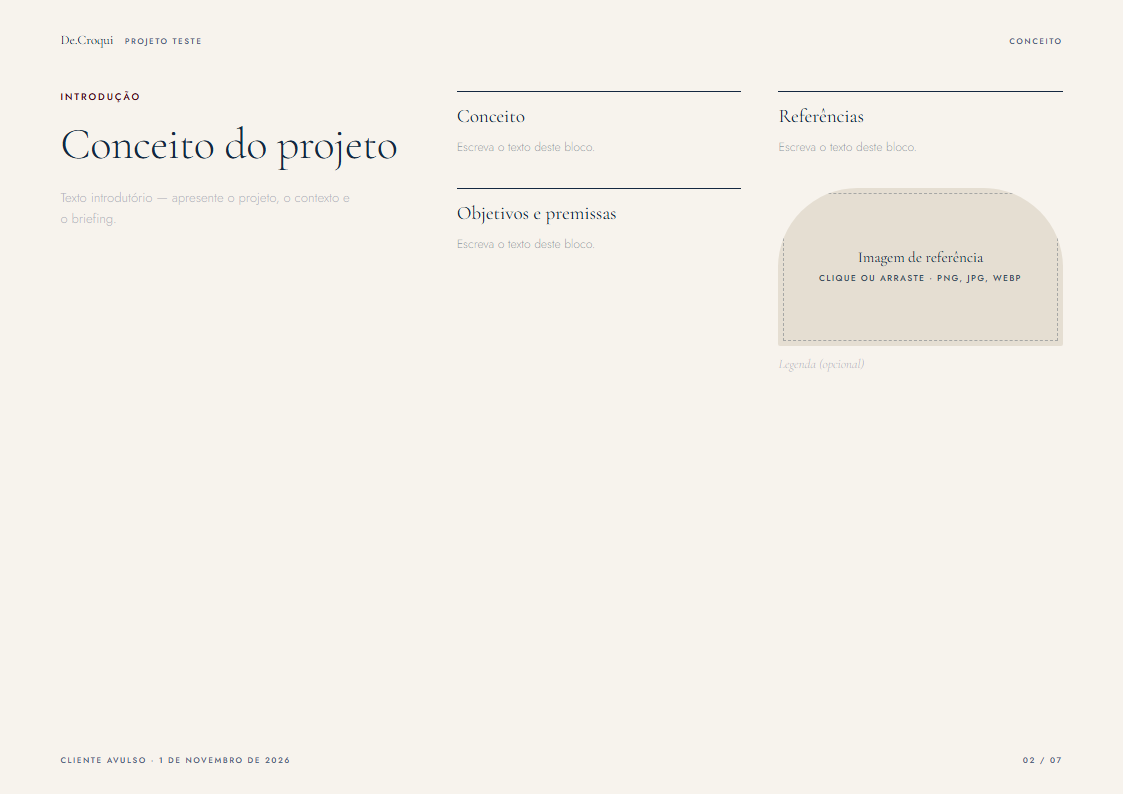 De.Croqui PROJETO TESTE
CONCEITO
INTRODUÇÃO
Conceito do projeto
Texto introdutório — apresente o projeto, o contexto e
o briefing.
Conceito
Escreva o texto deste bloco.
Objetivos e premissas
Escreva o texto deste bloco.
Referências
Escreva o texto deste bloco.
Imagem de referência
CLIQUE OU ARRASTE · PNG, JPG, WEBP
Legenda (opcional)
CLIENTE AVULSO · 1 DE NOVEMBRO DE 2026
02 / 07